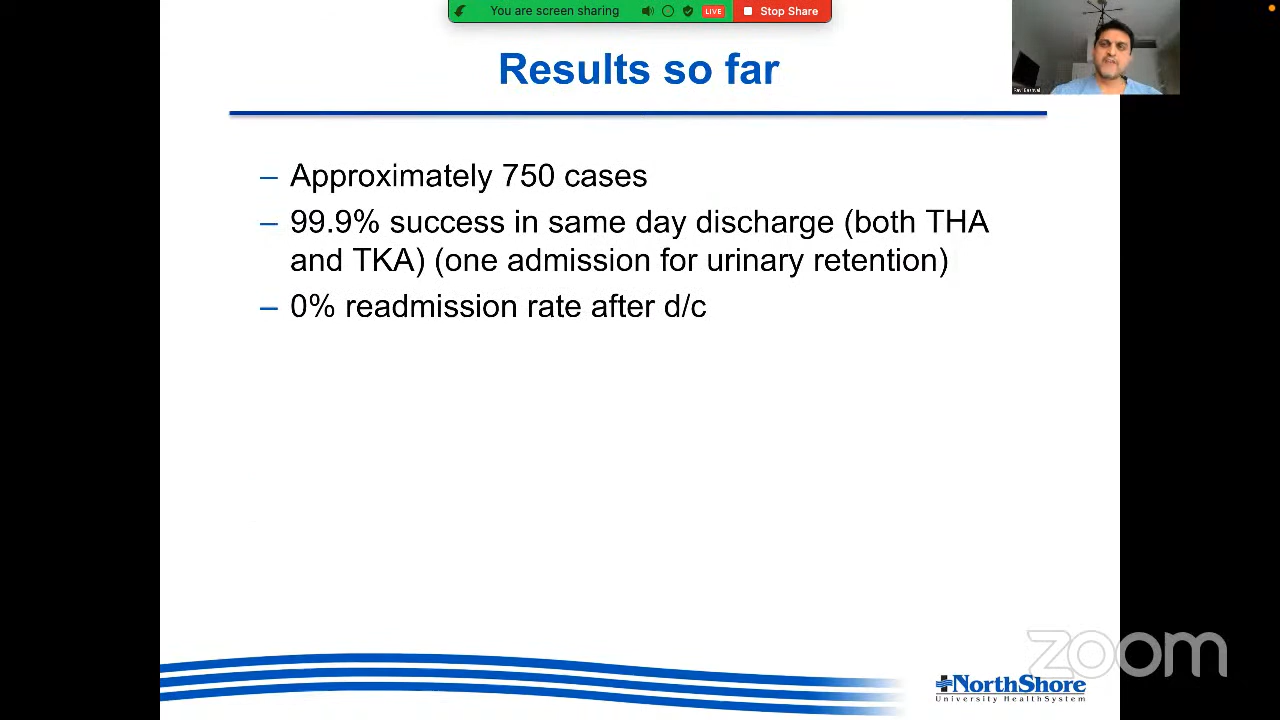 You are screen sharing
LIVE
Stop Share
Results so far
– Approximately 750 cases
– 99.9% success in same day discharge (both THA
and TKA) (one admission for urinary retention)
– 0% readmission rate after d/c
zoom
NorthShore
University HealthSystem